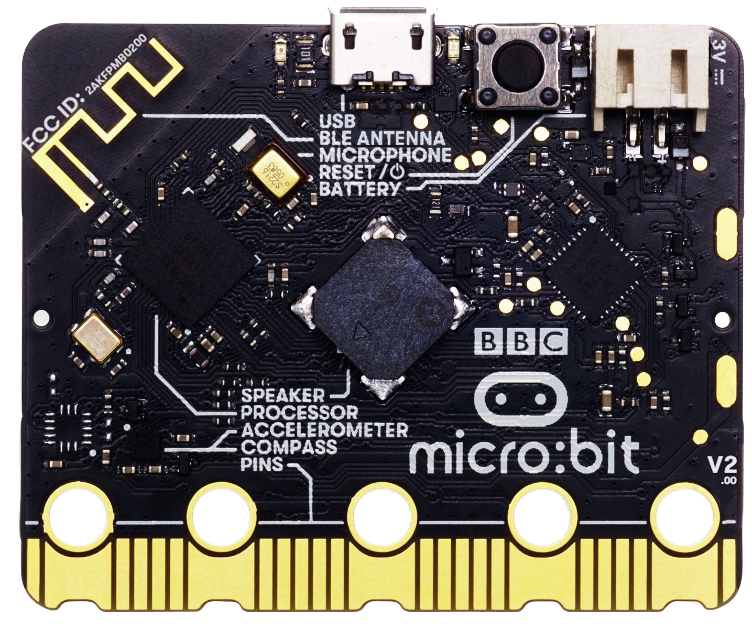 FCC ID: 2AKFPMB0200
3V
USB
BLE ANTENNA
MICROPHONE
RESET/⏻
BATTERY
BBC
SPEAKER
PROCESSOR
ACCELEROMETER
COMPASS
PINS
micro:bit
V2
.00